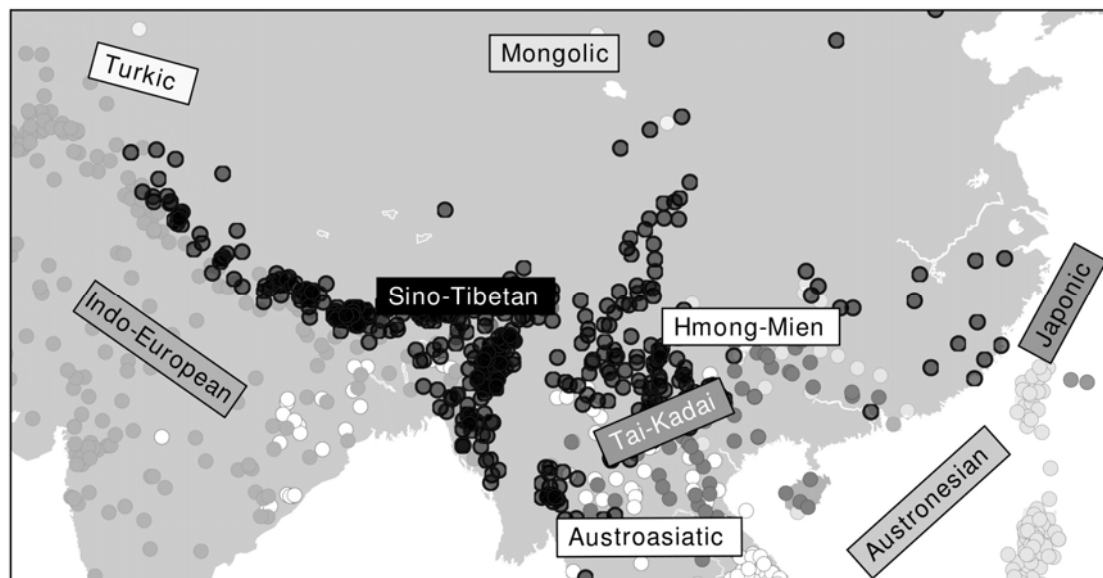 Turkic
Mongolic
Sino-Tibetan
Indo-European
Hmong-Mien
Japonic
Tai-Kadai
Austronesian
Austroasiatic